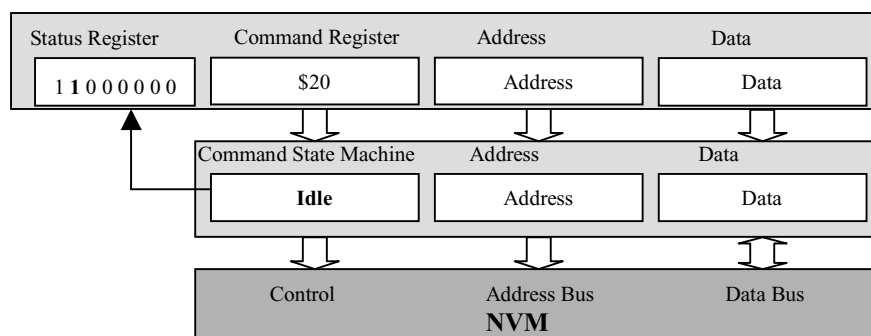 Status Register Command Register Address Data
1 1 0 0 0 0 0 0 $20 Address Data
Command State Machine Address Data
Idle Address Data
Control Address Bus Data Bus
NVM